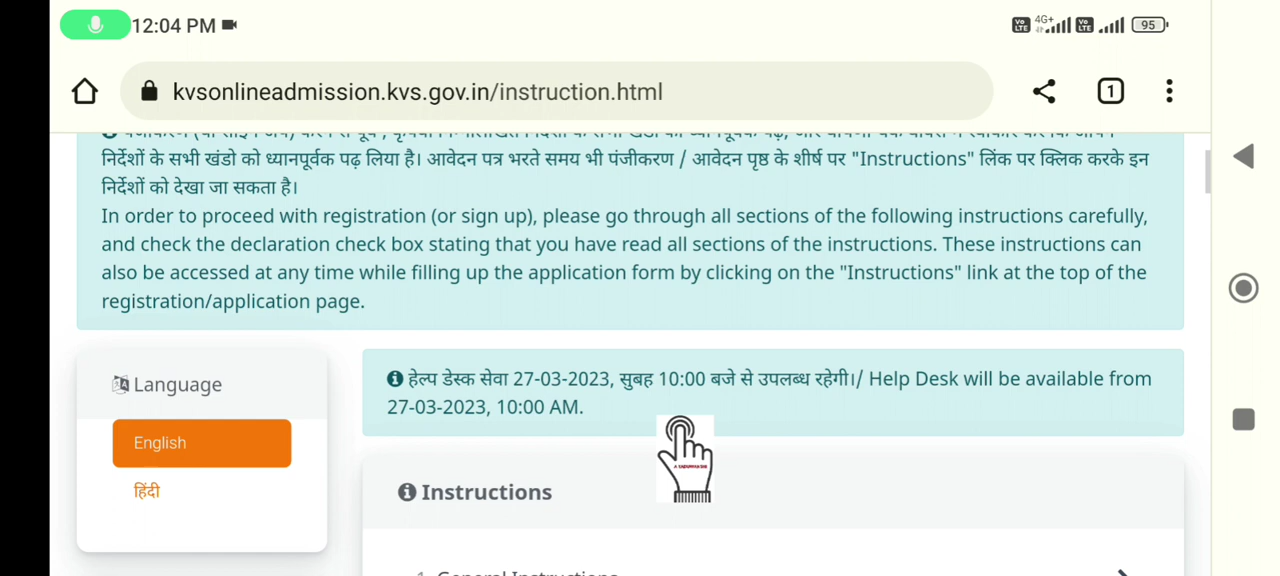 12:04 PM
4G+
95
kvsonlineadmission.kvs.gov.in/instruction.html
1
निर्देशों के सभी खंडो को ध्यानपूर्वक पढ़ लिया है। आवेदन पत्र भरते समय भी पंजीकरण / आवेदन पृष्ठ के शीर्ष पर "Instructions" लिंक पर क्लिक करके इन
निर्देशों को देखा जा सकता है।
In order to proceed with registration (or sign up), please go through all sections of the following instructions carefully,
and check the declaration check box stating that you have read all sections of the instructions. These instructions can
also be accessed at any time while filling up the application form by clicking on the "Instructions" link at the top of the
registration/application page.
Language
English
हिंदी
हेल्प डेस्क सेवा 27-03-2023, सुबह 10:00 बजे से उपलब्ध रहेगी।/ Help Desk will be available from
27-03-2023, 10:00 AM.
Instructions
1. General Instructions